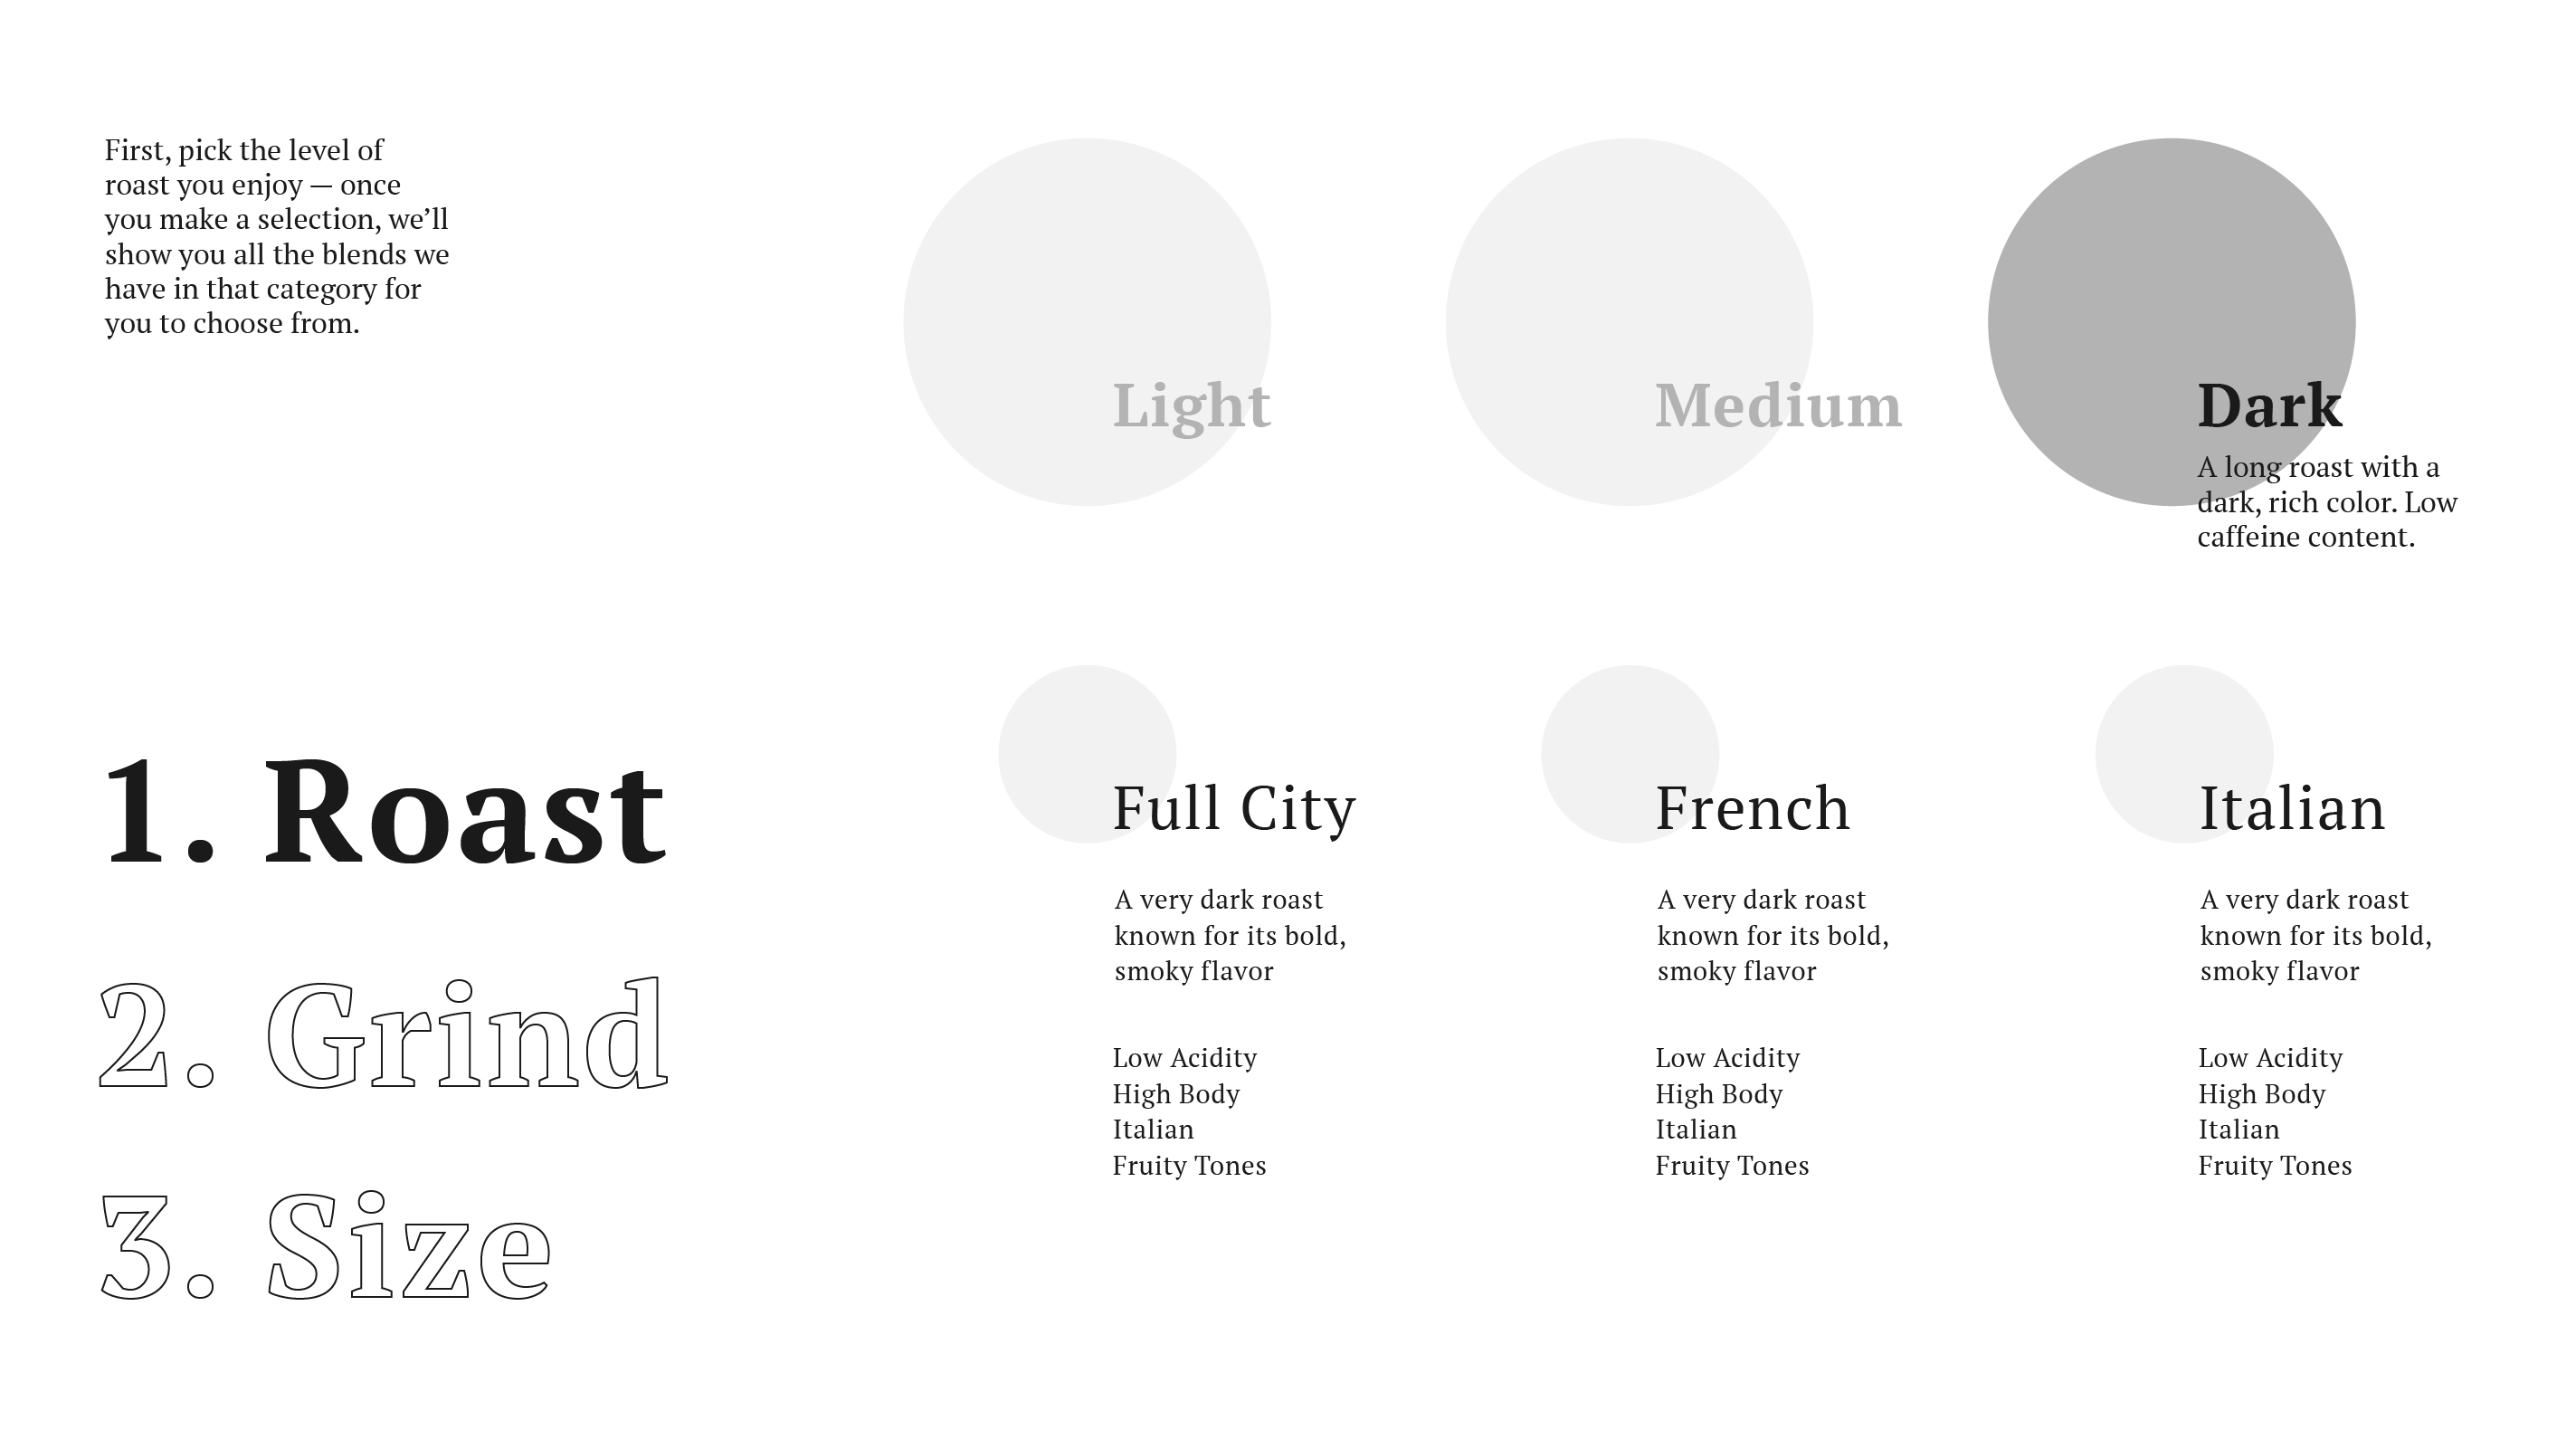 First, pick the level of
roast you enjoy — once
you make a selection, we’ll
show you all the blends we
have in that category for
you to choose from.
Light
Medium
Dark
A long roast with a
dark, rich color. Low
caffeine content.
1. Roast
2. Grind
3. Size
Full City
A very dark roast
known for its bold,
smoky flavor
Low Acidity
High Body
Italian
Fruity Tones
French
A very dark roast
known for its bold,
smoky flavor
Low Acidity
High Body
Italian
Fruity Tones
Italian
A very dark roast
known for its bold,
smoky flavor
Low Acidity
High Body
Italian
Fruity Tones